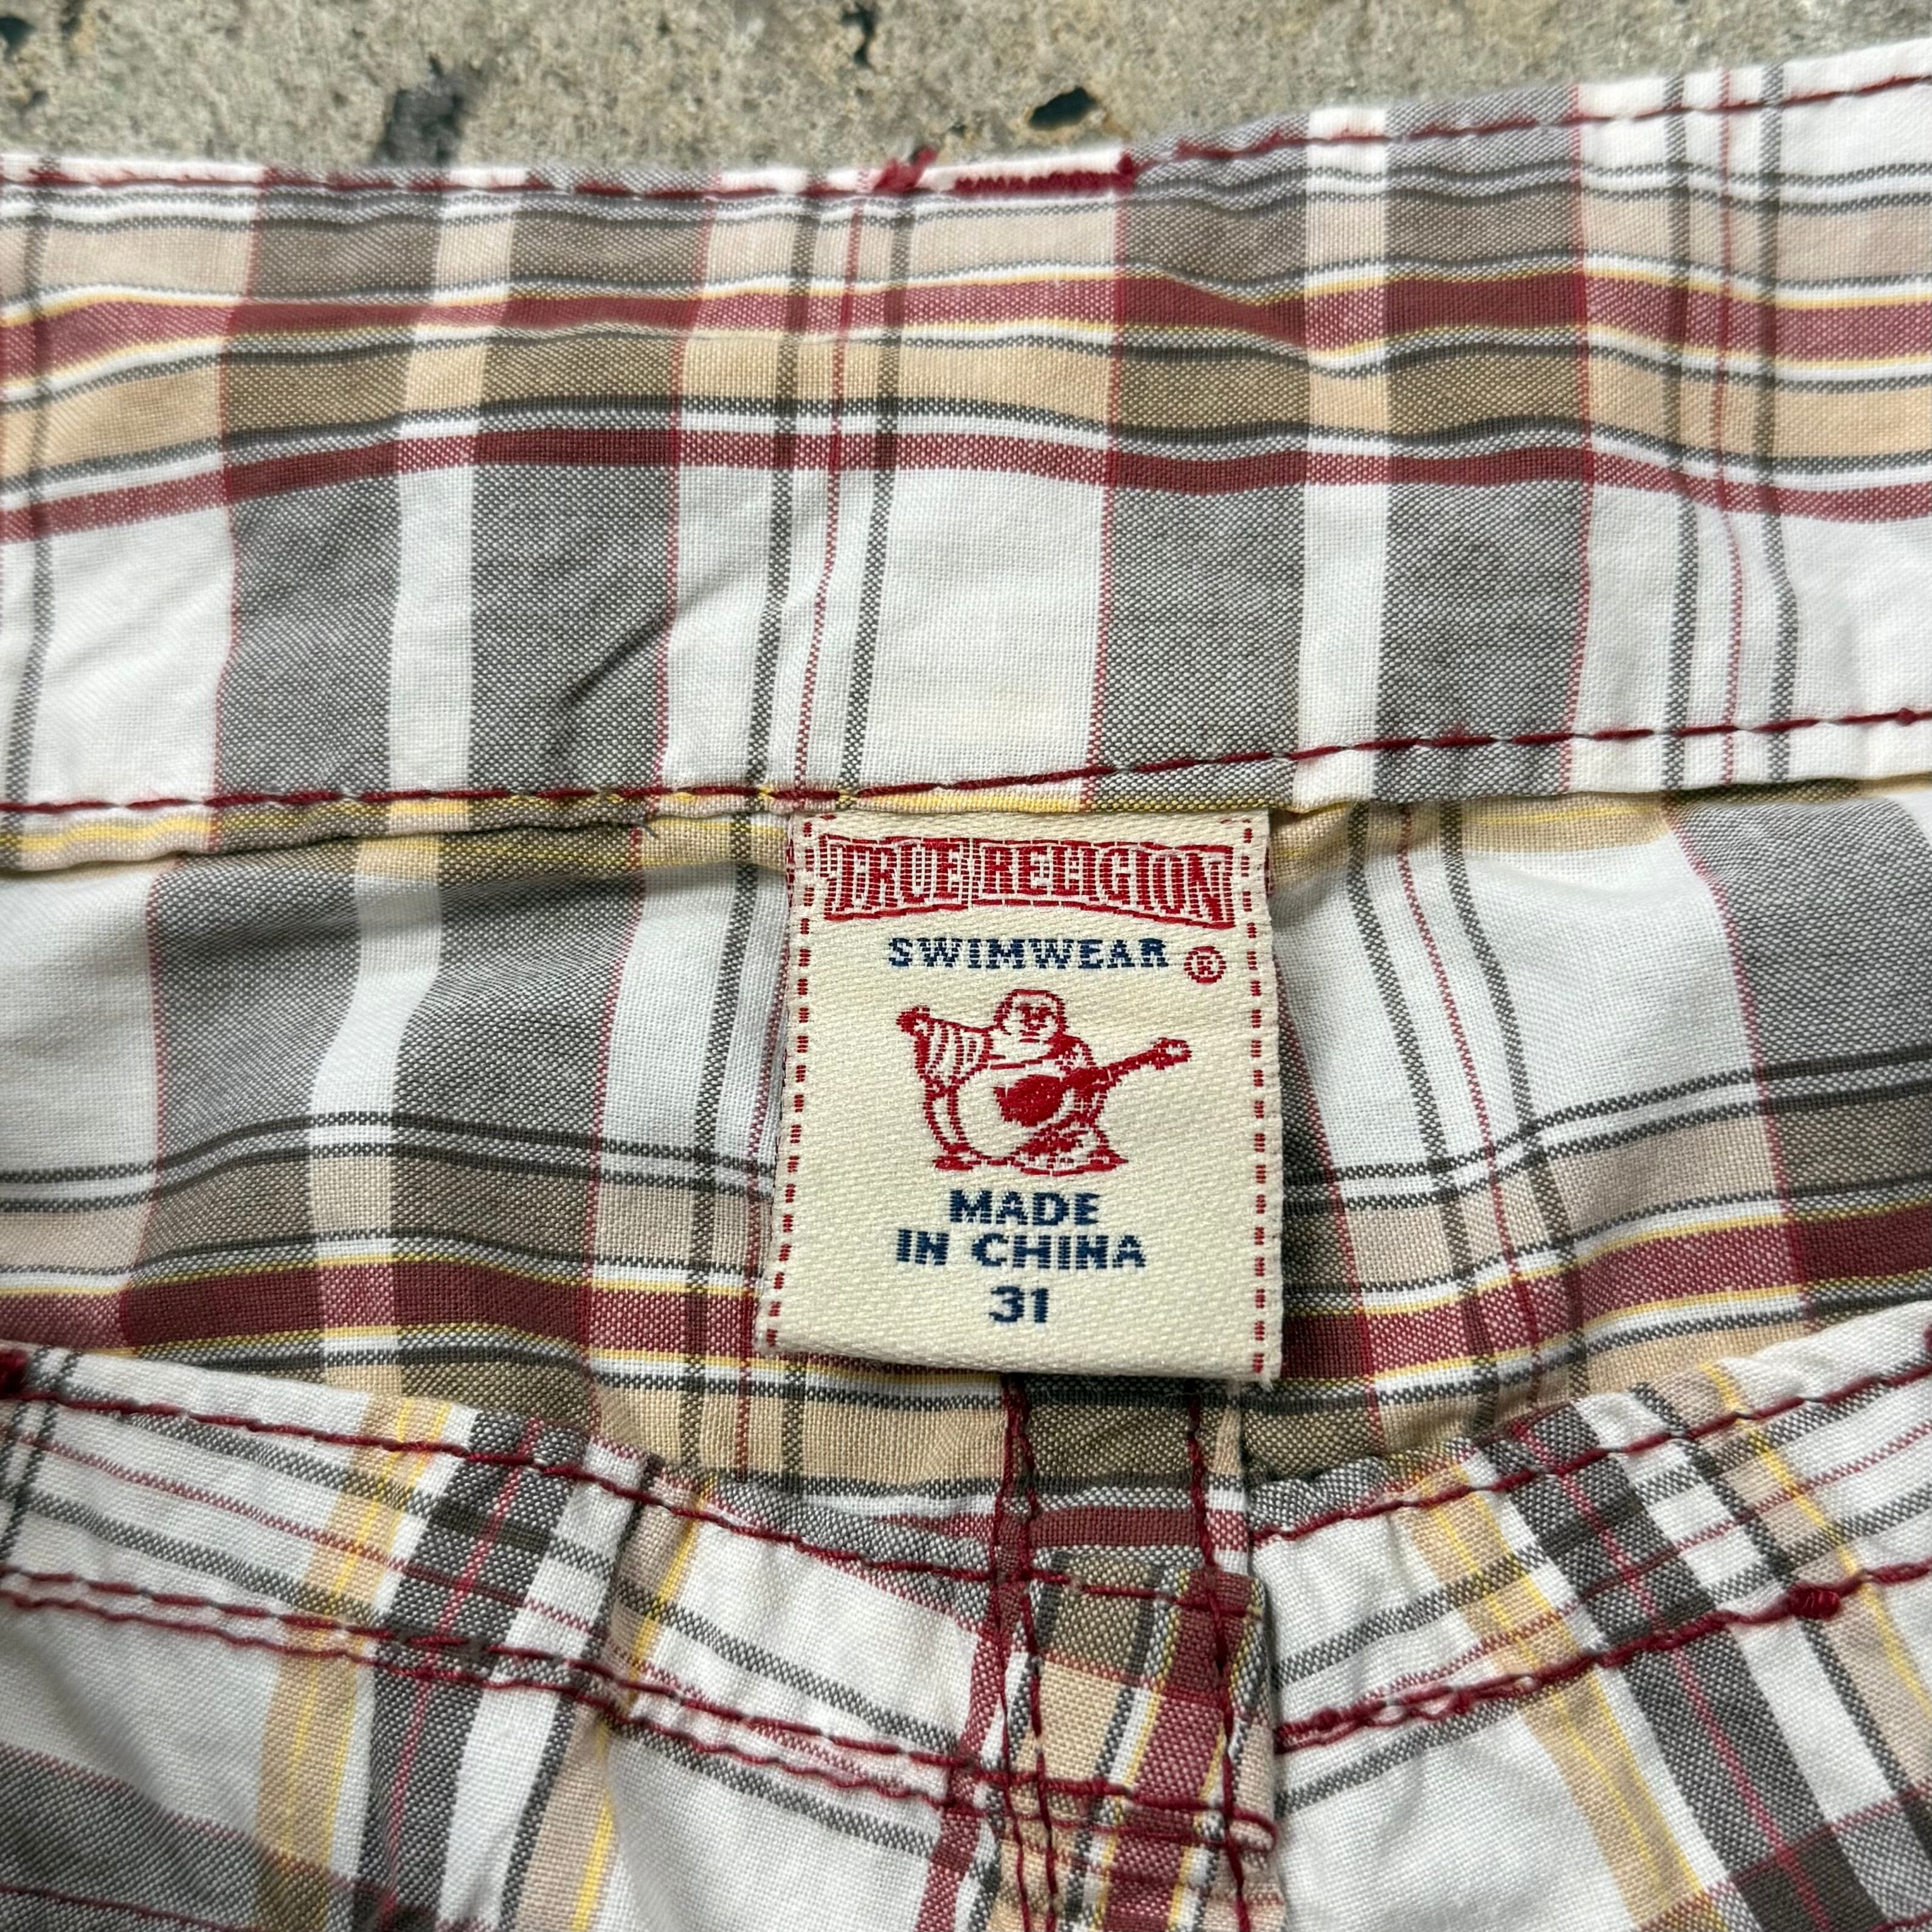 TRUE RELIGION
SWIMWEAR ®
MADE
IN CHINA
31